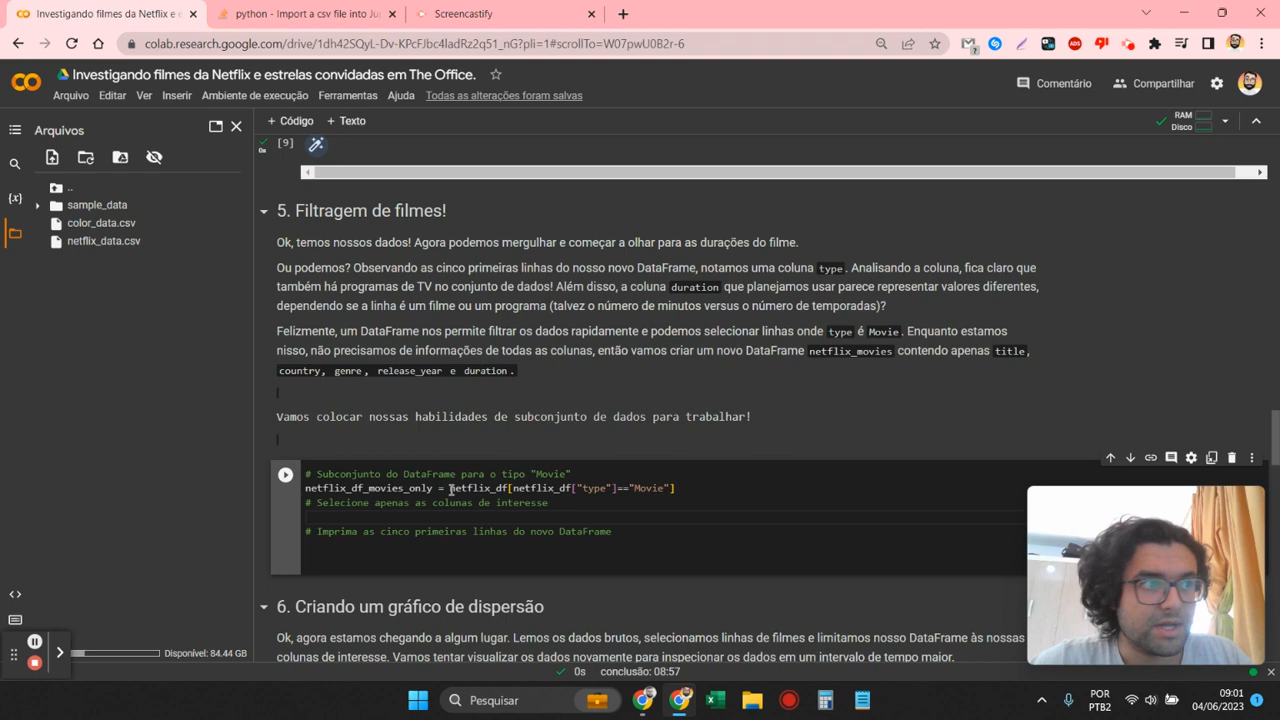 Investigando filmes da Netflix e
python - Import a csv file into Ju
Screencastify
colab.research.google.com/drive/1dh42SQyL-Dv-KPcFJbc4ladRz2r51_nG?pli=1#scrollTo=W07pwU0B2r-6
Investigando filmes da Netflix e estrelas convidadas em The Office.
Comentário
Compartilhar
Arquivo Editar Ver Inserir Ambiente de execução Ferramentas Ajuda Todas as alterações foram salvas
Arquivos
+ Código + Texto
RAM
Disco
[9]
0s
..
sample_data
color_data.csv
netflix_data.csv
5. Filtragem de filmes!
Ok, temos nossos dados! Agora podemos mergulhar e começar a olhar para as durações do filme.
Ou podemos? Observando as cinco primeiras linhas do nosso novo DataFrame, notamos uma coluna type. Analisando a coluna, fica claro que
também há programas de TV no conjunto de dados! Além disso, a coluna duration que planejamos usar parece representar valores diferentes,
dependendo se a linha é um filme ou um programa (talvez o número de minutos versus o número de temporadas)?
Felizmente, um DataFrame nos permite filtrar os dados rapidamente e podemos selecionar linhas onde type é Movie. Enquanto estamos
nisso, não precisamos de informações de todas as colunas, então vamos criar um novo DataFrame netflix_movies contendo apenas title,
country, genre, release_year e duration.
Vamos colocar nossas habilidades de subconjunto de dados para trabalhar!
# Subconjunto do DataFrame para o tipo "Movie"
netflix_df_movies_only = netflix_df[netflix_df["type"]=="Movie"]
# Selecione apenas as colunas de interesse
# Imprima as cinco primeiras linhas do novo DataFrame
6. Criando um gráfico de dispersão
Ok, agora estamos chegando a algum lugar. Lemos os dados brutos, selecionamos linhas de filmes e limitamos nosso DataFrame às nossas
colunas de interesse. Vamos tentar visualizar os dados novamente para inspecionar os dados em um intervalo de tempo maior.
Disponível: 84.44 GB
0s conclusão: 08:57
Pesquisar
POR
PTB2
09:01
04/06/2023